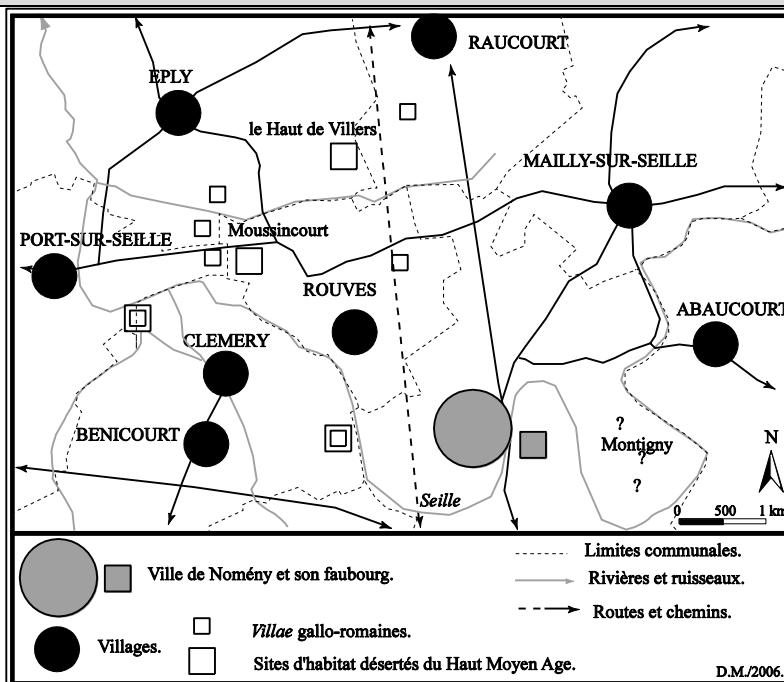 RAUCOURT
EPLY
le Haut de Villers
MAILLY-SUR-SEILLE
Moussincourt
PORT-SUR-SEILLE
ROUVES
ABAUCOURT
CLEMERY
?
BENICOURT
Montigny
?
N
?
Seille
0 500 1 km
Ville de Nomény et son faubourg.
Villages.
Villae gallo-romaines.
Sites d'habitat désertés du Haut Moyen Age.
Limites communales.
Rivières et ruisseaux.
Routes et chemins.
D.M./2006.